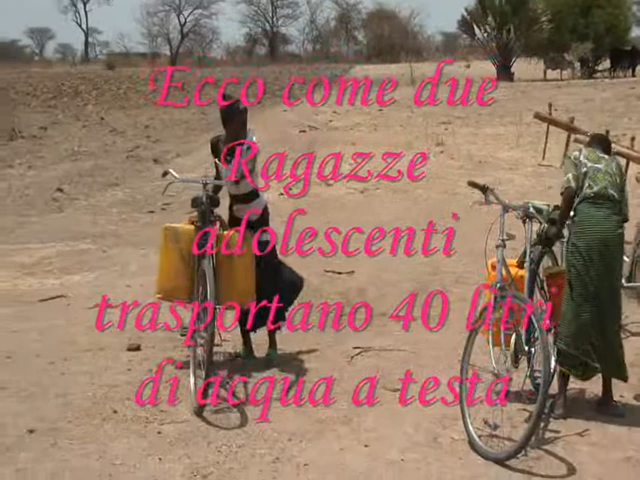 Ecco come due
Ragazze
adolescenti
trasportano 40 litri
di acqua a testa